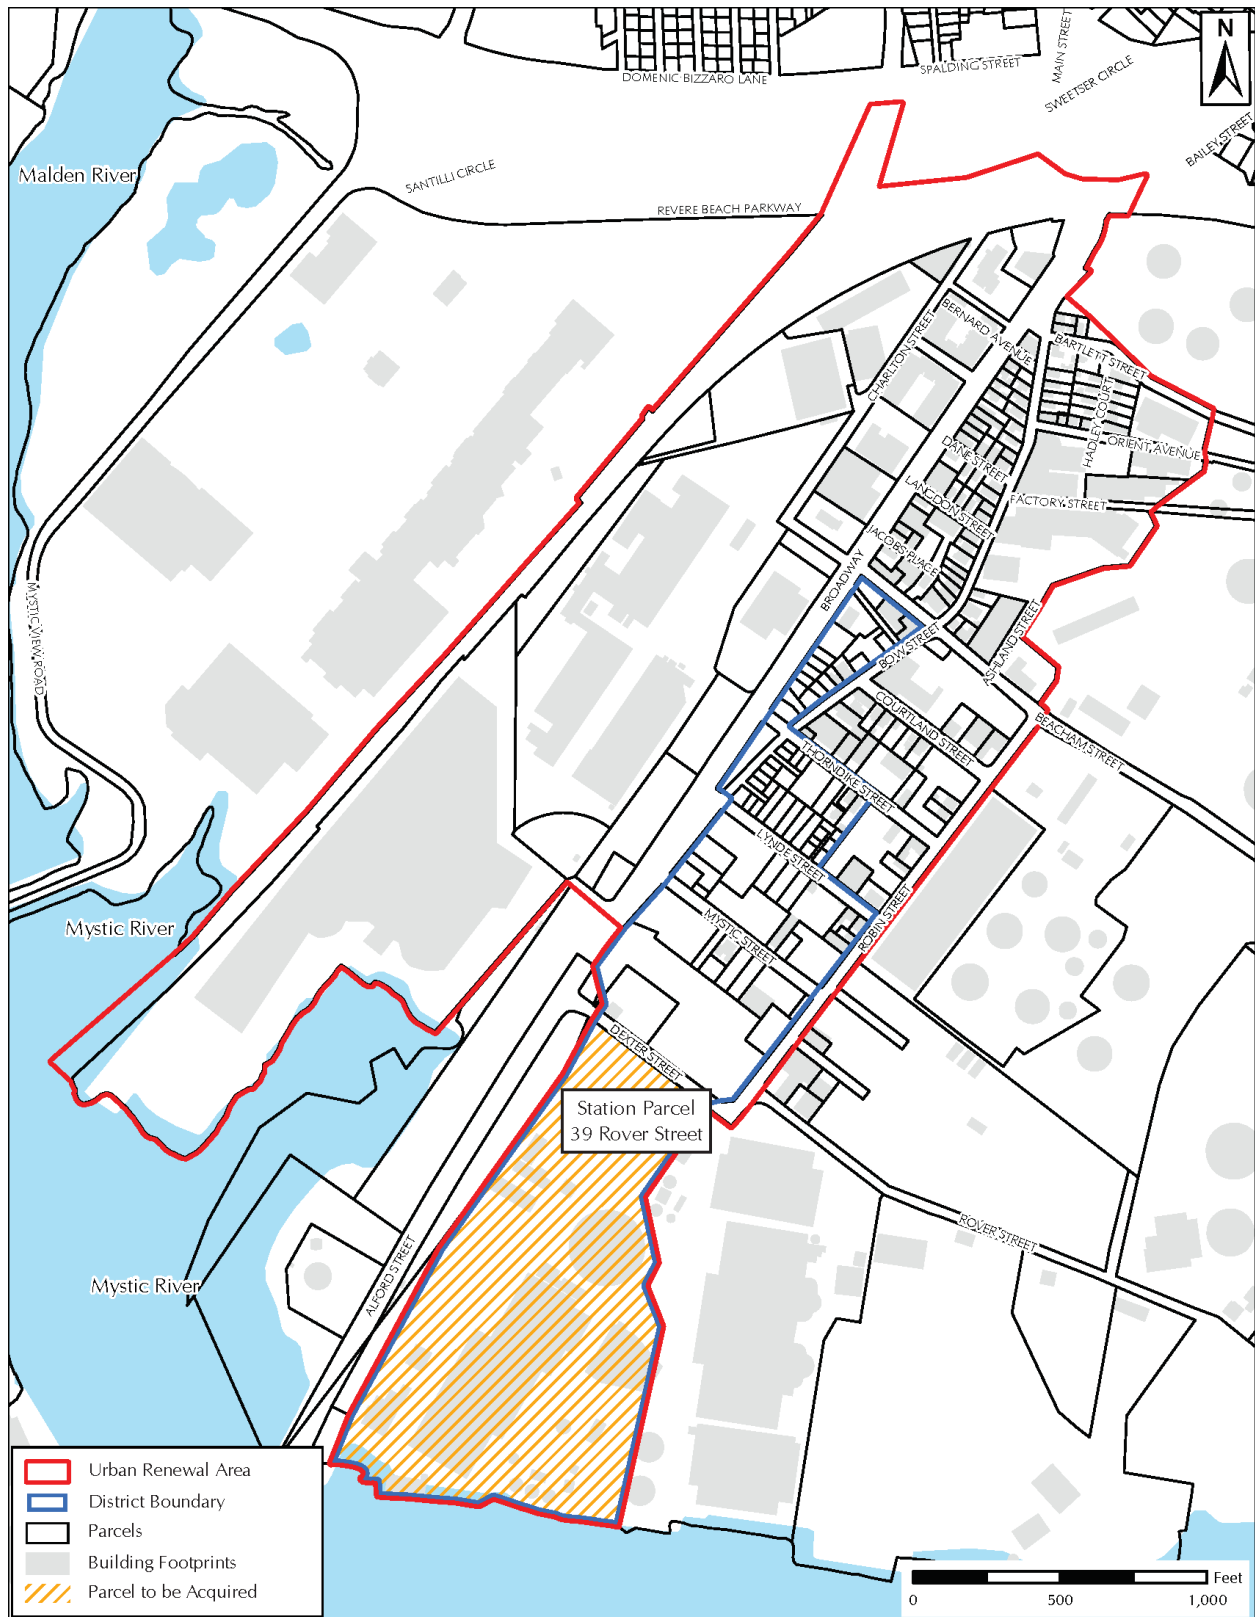 N
MAIN STREET
SPALDING STREET
DOMENIC BIZZARO LANE
SWEETSER CIRCLE
BAILEY STREET
Malden River
SANTILLI CIRCLE
REVERE BEACH PARKWAY
CHARLTON STREET
BERNARD AVENUE
BARTLETT STREET
HADLEY COURT
ORIENT AVENUE
DANE STREET
LANGDON STREET
FACTORY STREET
JACOBS PLACE
BROADWAY
MYSTIC VIEW ROAD
BOW STREET
ASHLAND STREET
COURTLAND STREET
BEACHAM STREET
THORNDIKE STREET
LYNDE STREET
ROBIN STREET
MYSTIC STREET
Mystic River
DEXTER STREET
Station Parcel
39 Rover Street
ROVER STREET
ALFORD STREET
Mystic River
Urban Renewal Area
District Boundary
Parcels
Building Footprints
Parcel to be Acquired
Feet
0 500 1,000